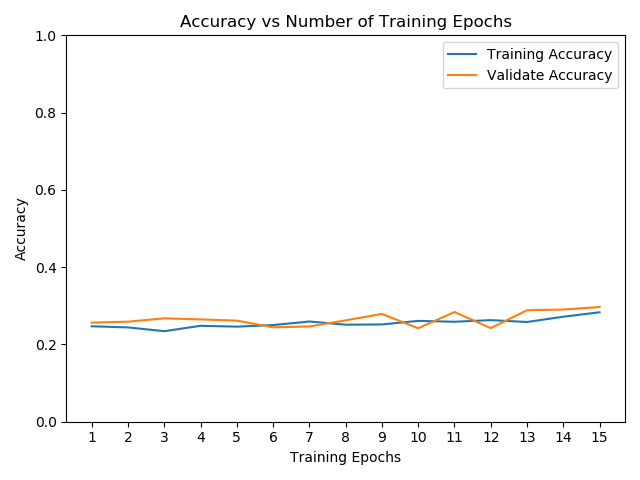 Accuracy vs Number of Training Epochs
Training Accuracy
Validate Accuracy
Accuracy
1.0
0.8
0.6
0.4
0.2
0.0
1 2 3 4 5 6 7 8 9 10 11 12 13 14 15
Training Epochs